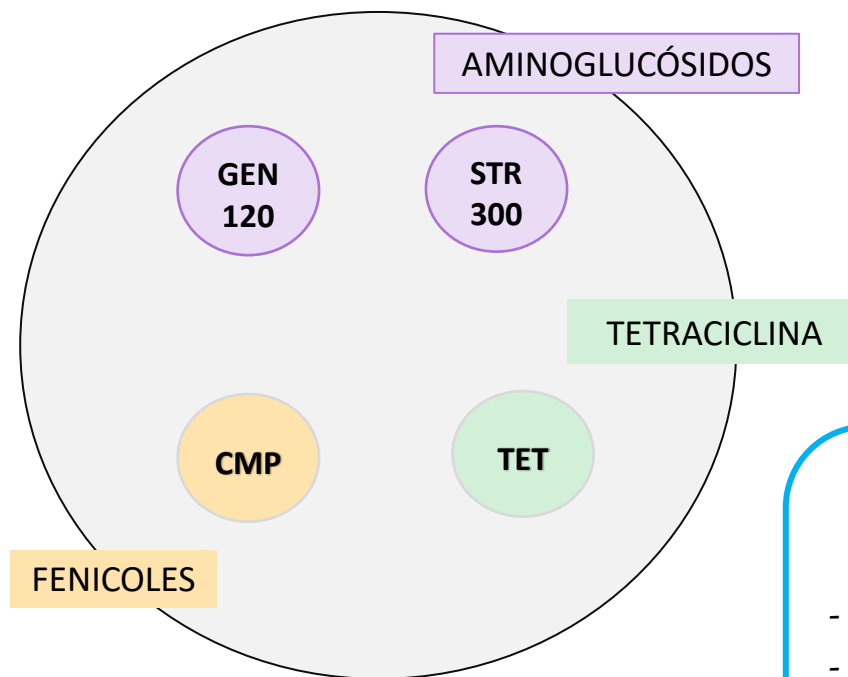 AMINOGLUCÓSIDOS
GEN
120
STR
300
TETRACICLINA
CMP
TET
FENICOLES
-
-